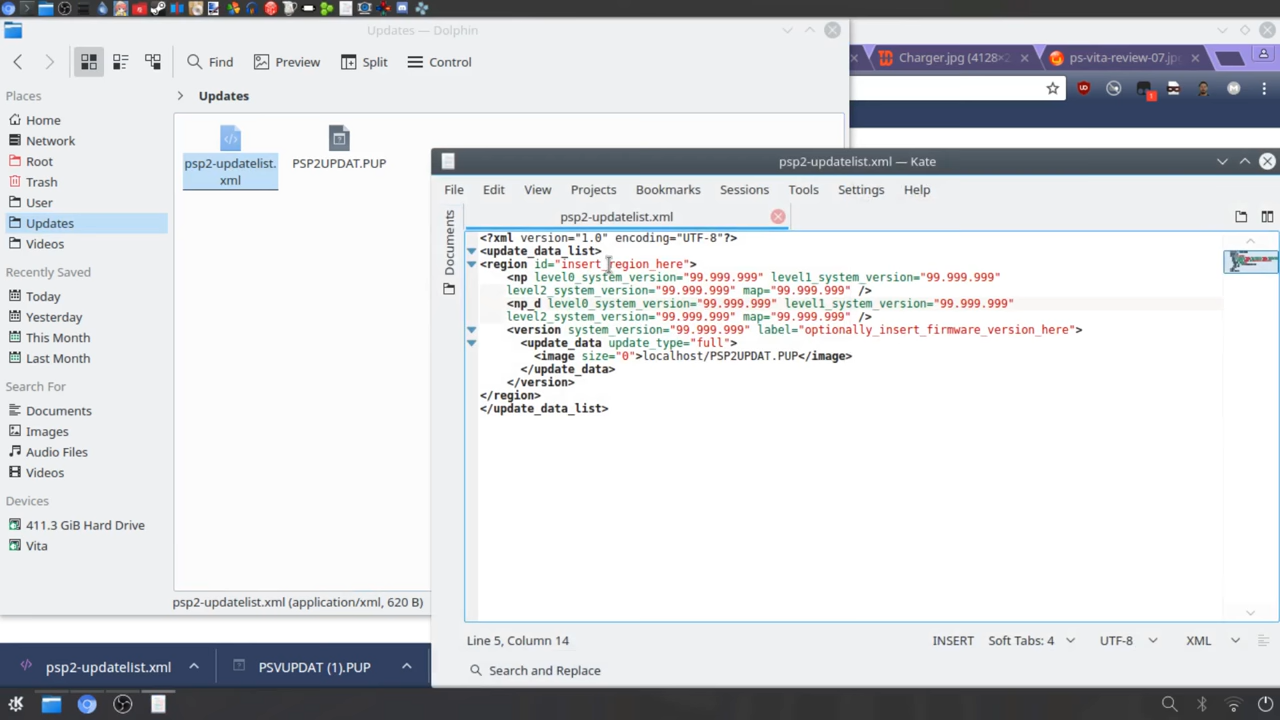 Updates — Dolphin
Charger.jpg (4128×2
ps-vita-review-07.jp
Find
Preview
Split
Control
Places
Updates
Home
Network
Root
Trash
User
Updates
Videos
Recently Saved
Today
Yesterday
This Month
Last Month
Search For
Documents
Images
Audio Files
Videos
Devices
411.3 GiB Hard Drive
Vita
psp2-updatelist.
xml
PSP2UPDAT.PUP
psp2-updatelist.xml (application/xml, 620 B)
psp2-updatelist.xml — Kate
File
Edit
View
Projects
Bookmarks
Sessions
Tools
Settings
Help
psp2-updatelist.xml
Documents
<?xml version="1.0" encoding="UTF-8"?>
<update_data_list>
<region id="insert_region_here">
<np level0_system_version="99.999.999" level1_system_version="99.999.999"
level2_system_version="99.999.999" map="99.999.999" />
<np_d level0_system_version="99.999.999" level1_system_version="99.999.999"
level2_system_version="99.999.999" map="99.999.999" />
<version system_version="99.999.999" label="optionally_insert_firmware_version_here">
<update_data update_type="full">
<image size="0">localhost/PSP2UPDAT.PUP</image>
</update_data>
</version>
</region>
</update_data_list>
Line 5, Column 14
INSERT
Soft Tabs: 4
UTF-8
XML
Search and Replace
psp2-updatelist.xml
PSVUPDAT (1).PUP